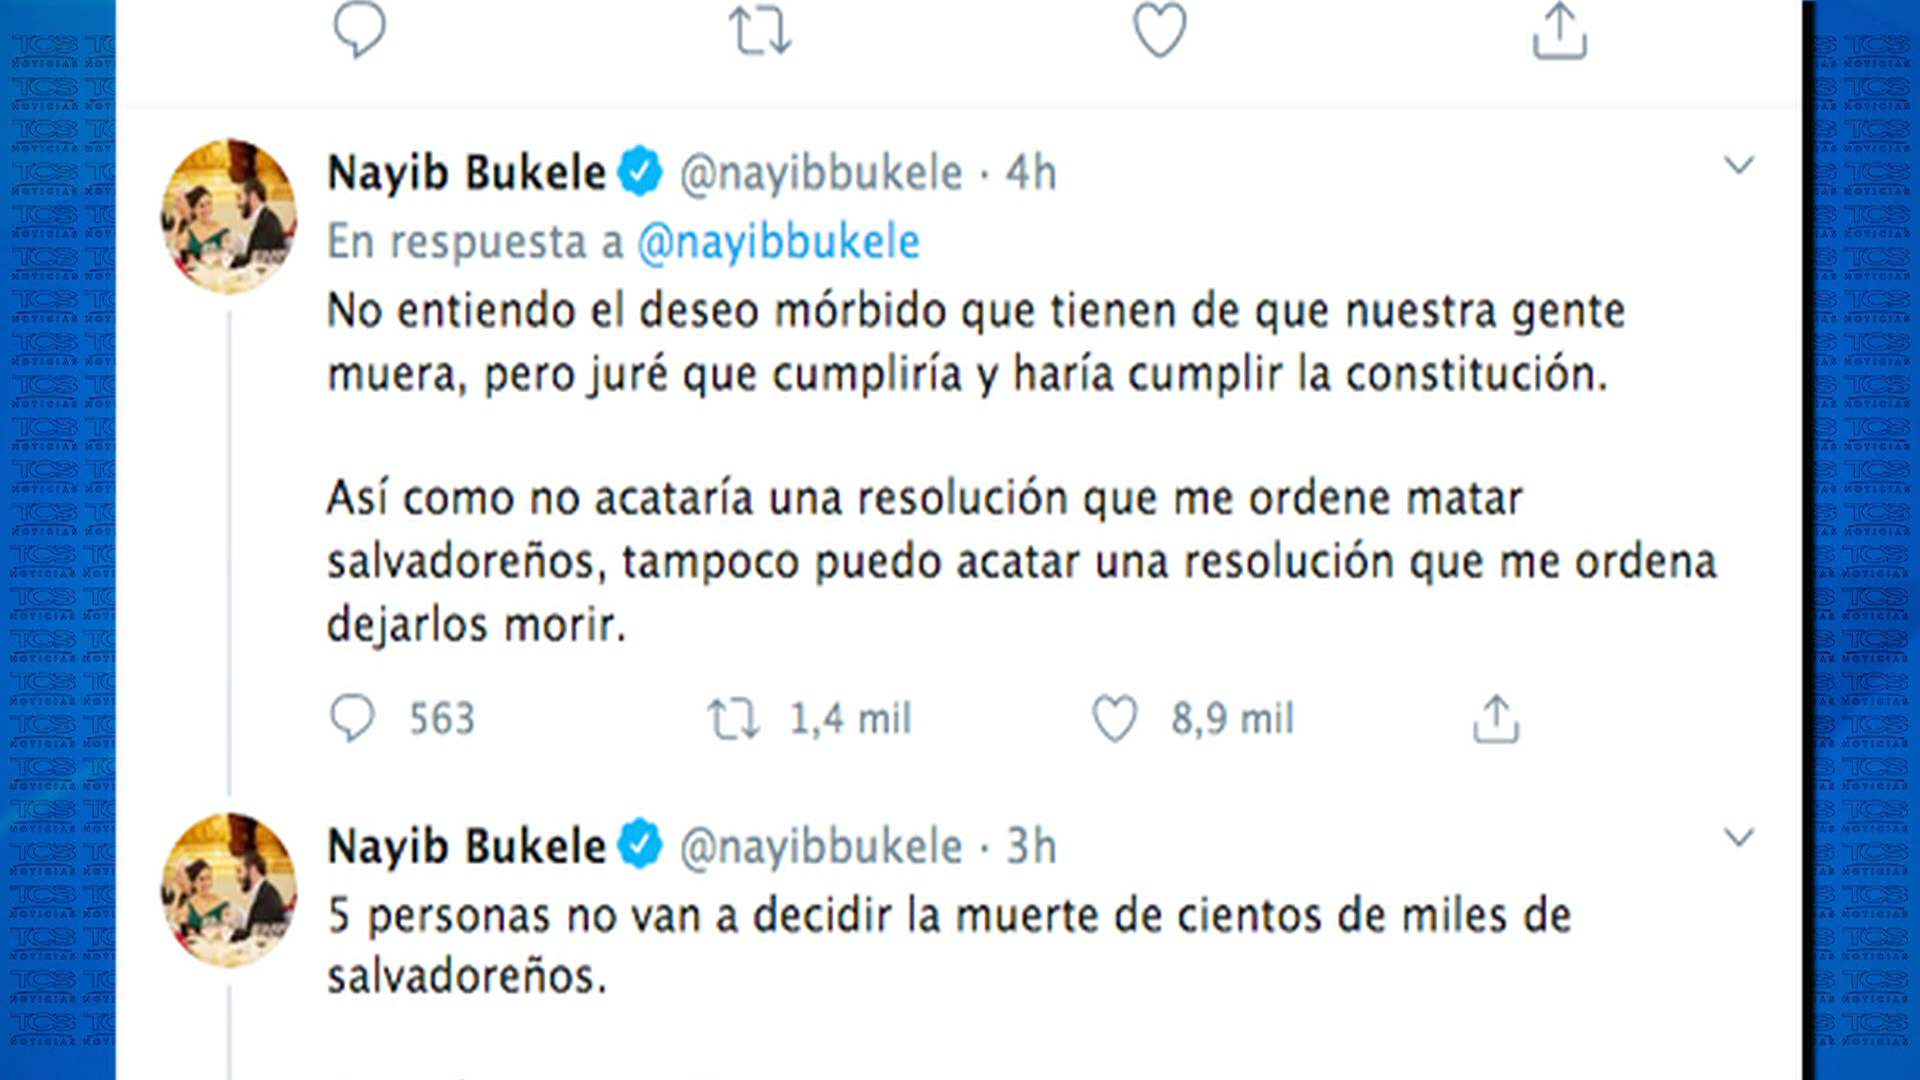 Nayib Bukele @nayibbukele · 4h
En respuesta a @nayibbukele
No entiendo el deseo mórbido que tienen de que nuestra gente
muera, pero juré que cumpliría y haría cumplir la constitución.
Así como no acataría una resolución que me ordene matar
salvadoreños, tampoco puedo acatar una resolución que me ordena
dejarlos morir.
563 1,4 mil 8,9 mil
Nayib Bukele @nayibbukele · 3h
5 personas no van a decidir la muerte de cientos de miles de
salvadoreños.
TCS NOTICIAS